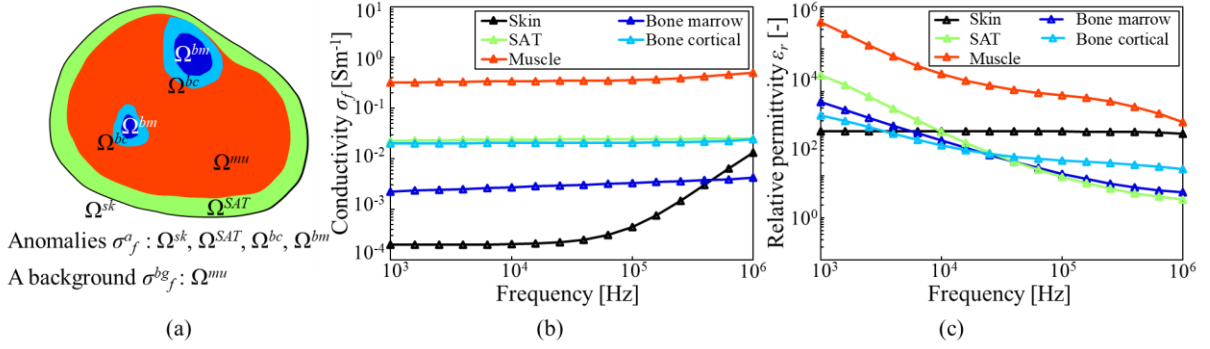 Ω^bm
Ω^bc
Ω^bm
Ω^bc
Ω^mu
Ω^sk
Ω^SAT
Anomalies σ^a_f : Ω^sk, Ω^SAT, Ω^bc, Ω^bm
A background σ^bg_f: Ω^mu
(a)
Conductivity σ_f [Sm^-1]
10^2
10^1
10^0
10^-1
10^-2
10^-3
10^-4
Skin
SAT
Muscle
Bone marrow
Bone cortical
10^3
10^4
10^5
10^6
Frequency [Hz]
(b)
Relative permittivity ε_r [-]
10^6
10^4
10^2
10^0
Skin
SAT
Muscle
Bone marrow
Bone cortical
10^3
10^4
10^5
10^6
Frequency [Hz]
(c)